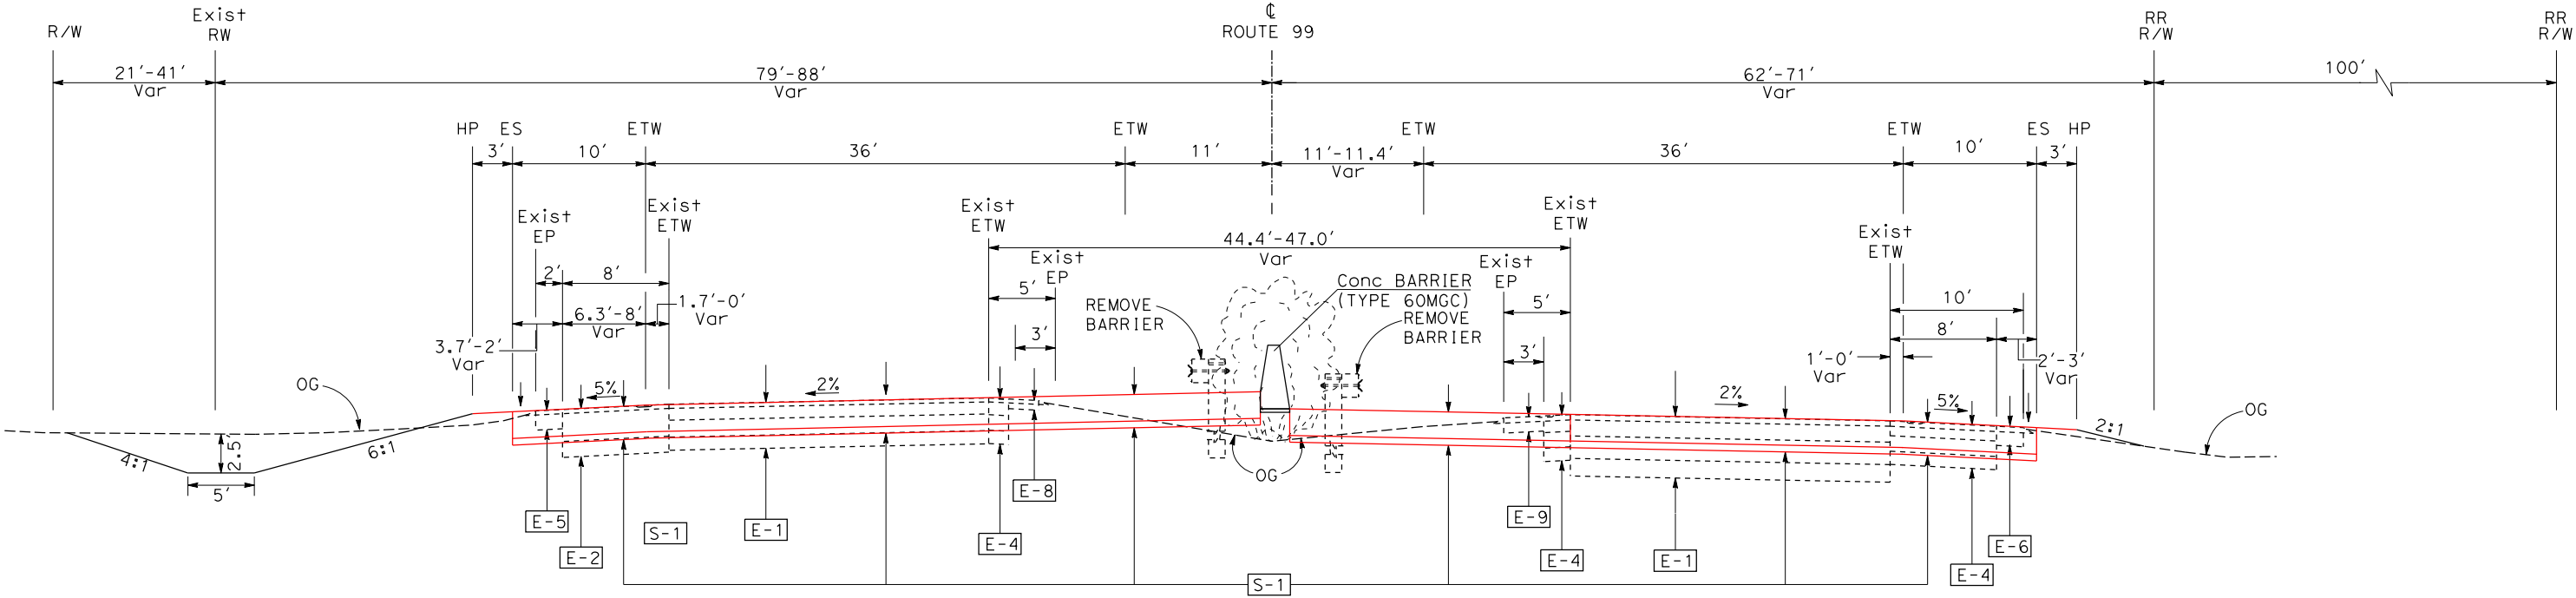 ℄
ROUTE 99
R/W
Exist
RW
RR
R/W
RR
R/W
21'-41'
Var
79'-88'
Var
62'-71'
Var
100'
HP
ES
ETW
ETW
ETW
ETW
ES
HP
3'
10'
36'
11'
11'-11.4'
Var
36'
10'
3'
Exist
EP
Exist
ETW
Exist
ETW
Exist
ETW
Exist
ETW
44.4'-47.0'
Var
Exist
EP
Exist
EP
2'
8'
1.7'-0'
Var
6.3'-8'
Var
3.7'-2'
Var
5'
3'
REMOVE
BARRIER
Conc BARRIER
(TYPE 60MGC)
REMOVE
BARRIER
5'
3'
10'
8'
1'-0'
Var
2'-3'
Var
OG
5%
2%
2%
5%
2:1
OG
4:1
2.5'
6:1
5'
OG
E-5
E-2
S-1
E-1
E-4
E-8
E-9
E-4
E-1
E-4
E-6
S-1